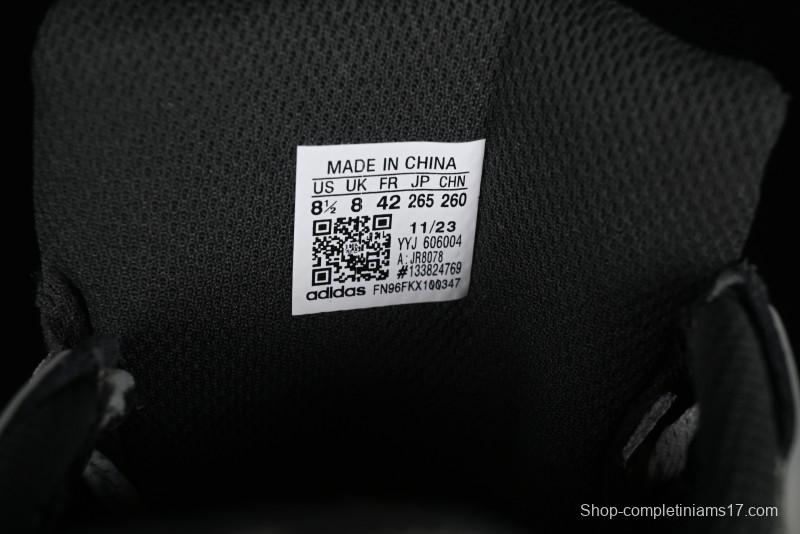 MADE IN CHINA
US UK FR JP CHN
8½ 8 42 265 260
11/23
YYJ 606004
A:JR8078
#133824769
adidas FN96FKX100347
Shop-completiniams17.com